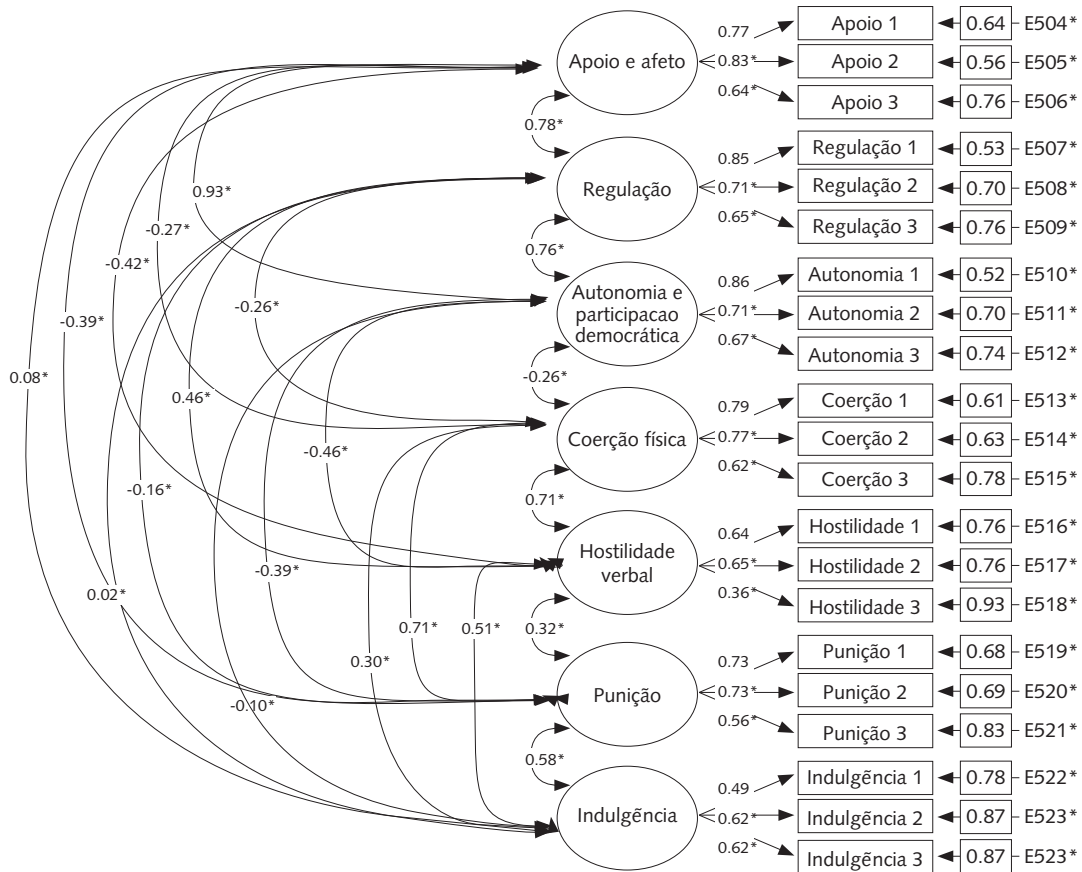 0.77 Apoio 1 0.64 E504*
Apoio e afeto 0.83* Apoio 2 0.56 E505*
0.64* Apoio 3 0.76 E506*
0.78*
0.85 Regulação 1 0.53 E507*
Regulação 0.71* Regulação 2 0.70 E508*
0.65* Regulação 3 0.76 E509*
0.93*
-0.27*
0.76*
-0.42*
0.86 Autonomia 1 0.52 E510*
Autonomia e
participacao
democrática
0.71* Autonomia 2 0.70 E511*
0.67* Autonomia 3 0.74 E512*
-0.26*
-0.39*
0.08*
-0.26*
0.46*
0.79 Coerção 1 0.61 E513*
Coerção física 0.77* Coerção 2 0.63 E514*
0.62* Coerção 3 0.78 E515*
-0.46*
-0.16*
0.71*
0.64 Hostilidade 1 0.76 E516*
Hostilidade
verbal
0.65* Hostilidade 2 0.76 E517*
0.36* Hostilidade 3 0.93 E518*
-0.39*
0.02*
0.71*
0.51*
0.32*
0.30*
0.73 Punição 1 0.68 E519*
Punição 0.73* Punição 2 0.69 E520*
0.56* Punição 3 0.83 E521*
-0.10*
0.58*
0.49 Indulgência 1 0.78 E522*
Indulgência 0.62* Indulgência 2 0.87 E523*
0.62* Indulgência 3 0.87 E523*